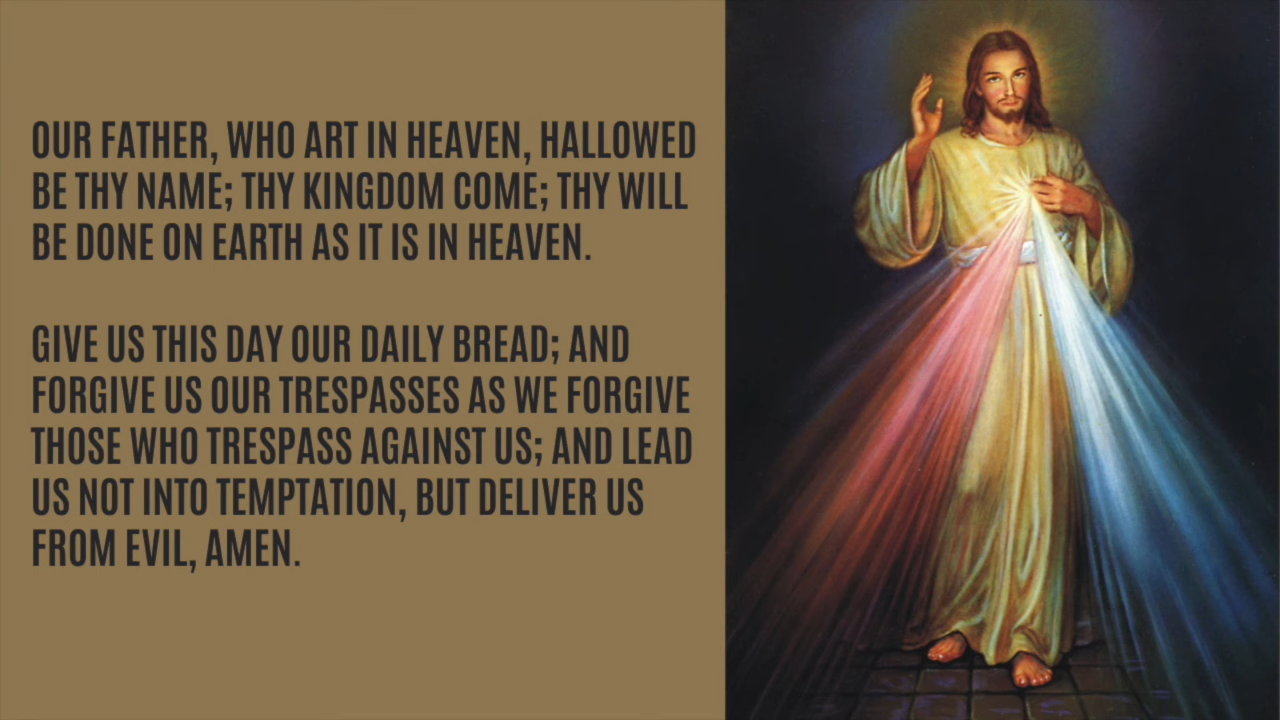 OUR FATHER, WHO ART IN HEAVEN, HALLOWED
BE THY NAME; THY KINGDOM COME; THY WILL
BE DONE ON EARTH AS IT IS IN HEAVEN.
GIVE US THIS DAY OUR DAILY BREAD; AND
FORGIVE US OUR TRESPASSES AS WE FORGIVE
THOSE WHO TRESPASS AGAINST US; AND LEAD
US NOT INTO TEMPTATION, BUT DELIVER US
FROM EVIL, AMEN.